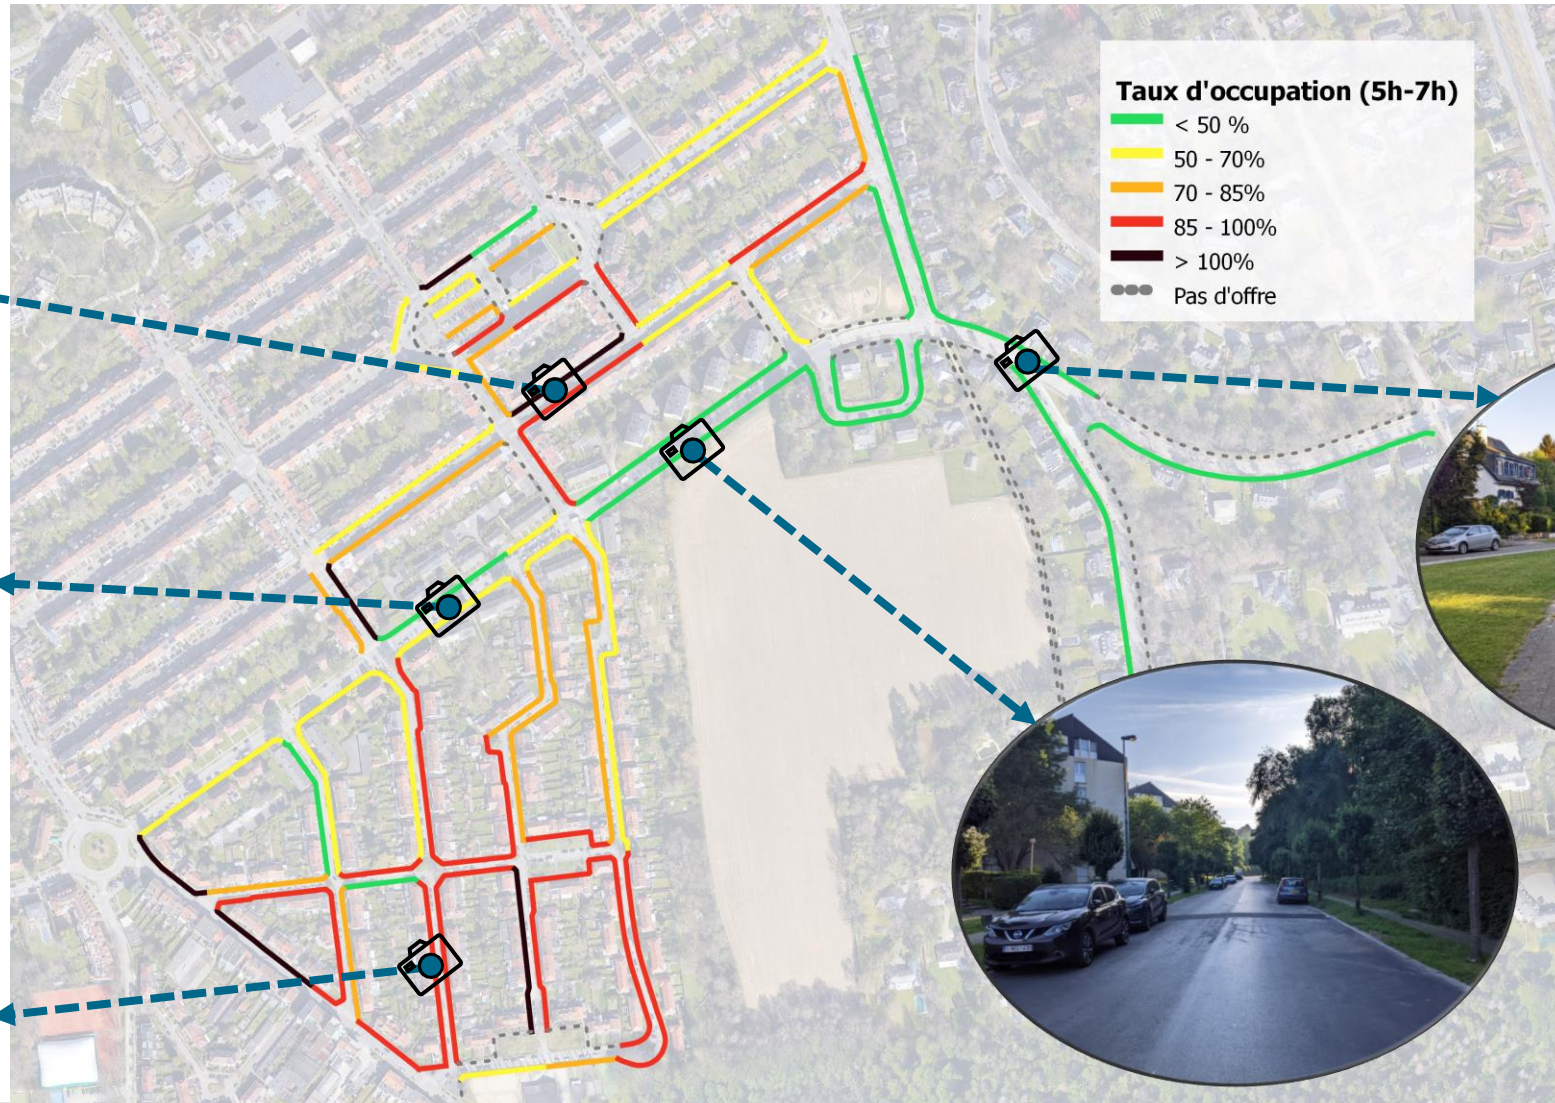 Taux d'occupation (5h-7h)
< 50 %
50 - 70%
70 - 85%
85 - 100%
> 100%
Pas d'offre